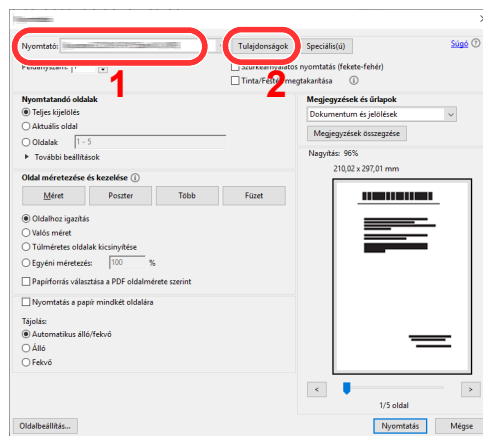 Nyomtató:
Tulajdonságok
Speciális(ú)
Súgó
Példányszám: 1
Szürkeárnyalatos nyomtatás (fekete-fehér)
Tinta/Festék megtakarítása
1
2
Nyomtatandó oldalak
Teljes kijelölés
Aktuális oldal
Oldalak 1 - 5
További beállítások
Megjegyzések és űrlapok
Dokumentum és jelölések
Megjegyzések összegzése
Oldal méretezése és kezelése
Méret Poszter Több Füzet
Oldalhoz igazítás
Valós méret
Túlméretes oldalak kicsinyítése
Egyéni méretezés: 100 %
Papírforrás választása a PDF oldalmérete szerint
Nyomtatás a papír mindkét oldalára
Tájolás:
Automatikus álló/fekvő
Álló
Fekvő
Nagyítás: 96%
210,02 x 297,01 mm
< >
1/5 oldal
Oldalbeállítás...
Nyomtatás
Mégse